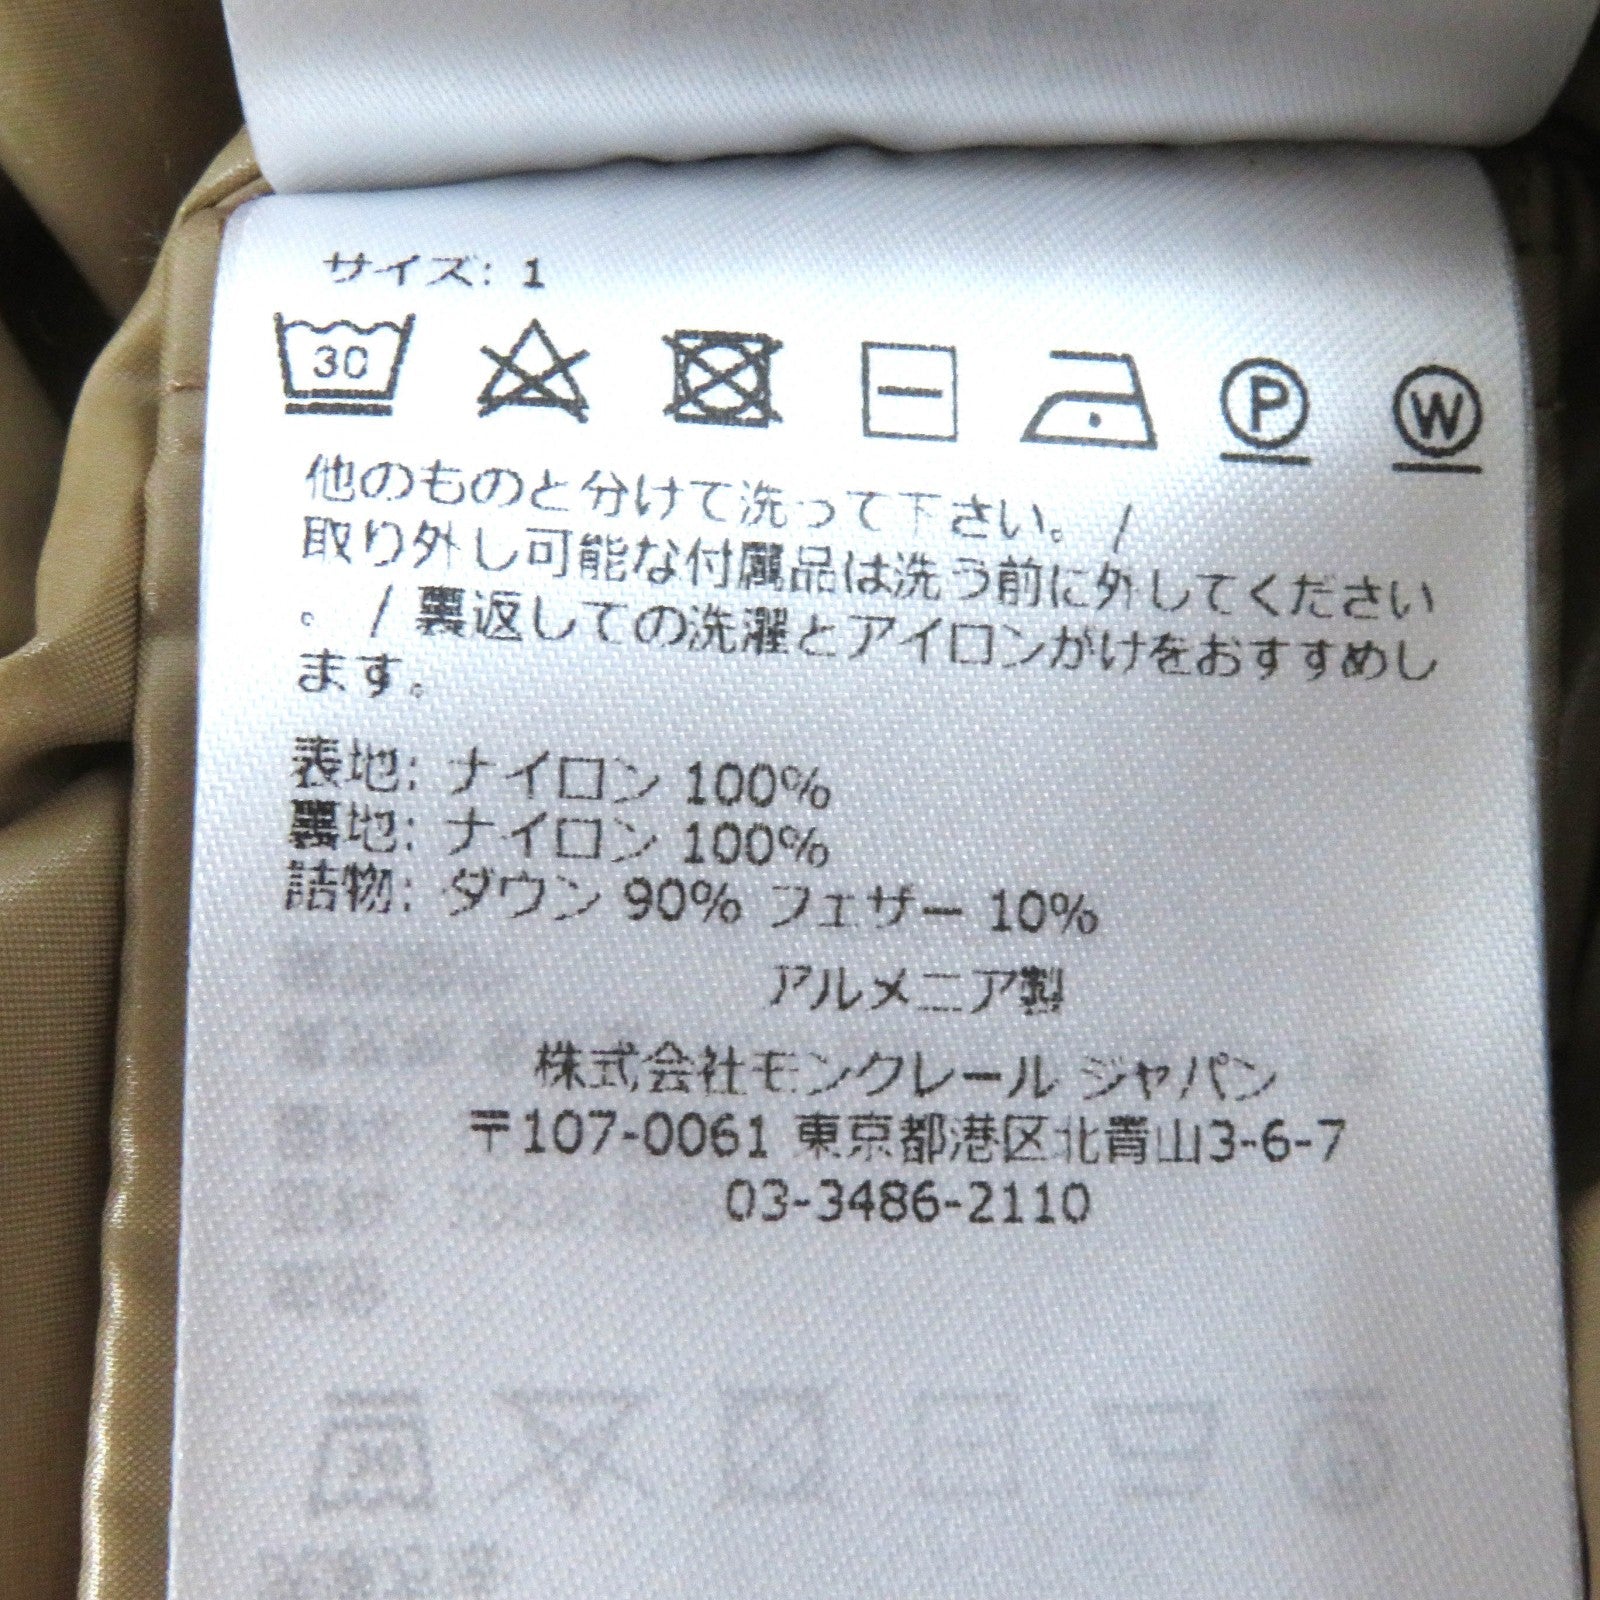 サイズ: 1
30
P W
他のものと分けて洗って下さい。 /
取り外し可能な付属品は洗う前に外してください
。 / 裏返しての洗濯とアイロンがけをおすすめし
ます。
表地: ナイロン 100%
裏地: ナイロン 100%
詰物: ダウン 90% フェザー 10%
アルメニア製
株式会社モンクレール ジャパン
〒107-0061 東京都港区北青山3-6-7
03-3486-2110